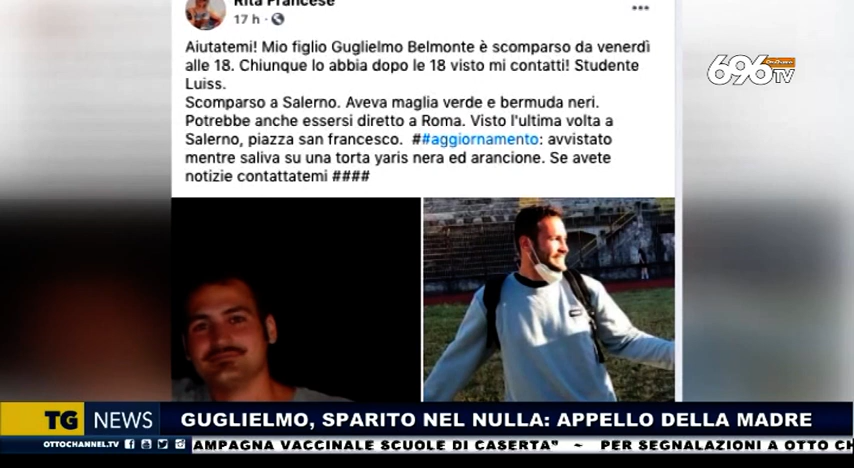 Rita Francese
17 h ·
Aiutatemi! Mio figlio Guglielmo Belmonte è scomparso da venerdì
alle 18. Chiunque lo abbia dopo le 18 visto mi contatti! Studente
Luiss.
Scomparso a Salerno. Aveva maglia verde e bermuda neri.
Potrebbe anche essersi diretto a Roma. Visto l'ultima volta a
Salerno, piazza san francesco. ##aggiornamento: avvistato
mentre saliva su una torta yaris nera ed arancione. Se avete
notizie contattatemi ####
696 TV
TG NEWS
GUGLIELMO, SPARITO NEL NULLA: APPELLO DELLA MADRE
OTTOCHANNEL.TV
AMPAGNA VACCINALE SCUOLE DI CASERTA" ~ PER SEGNALAZIONI A OTTO CH